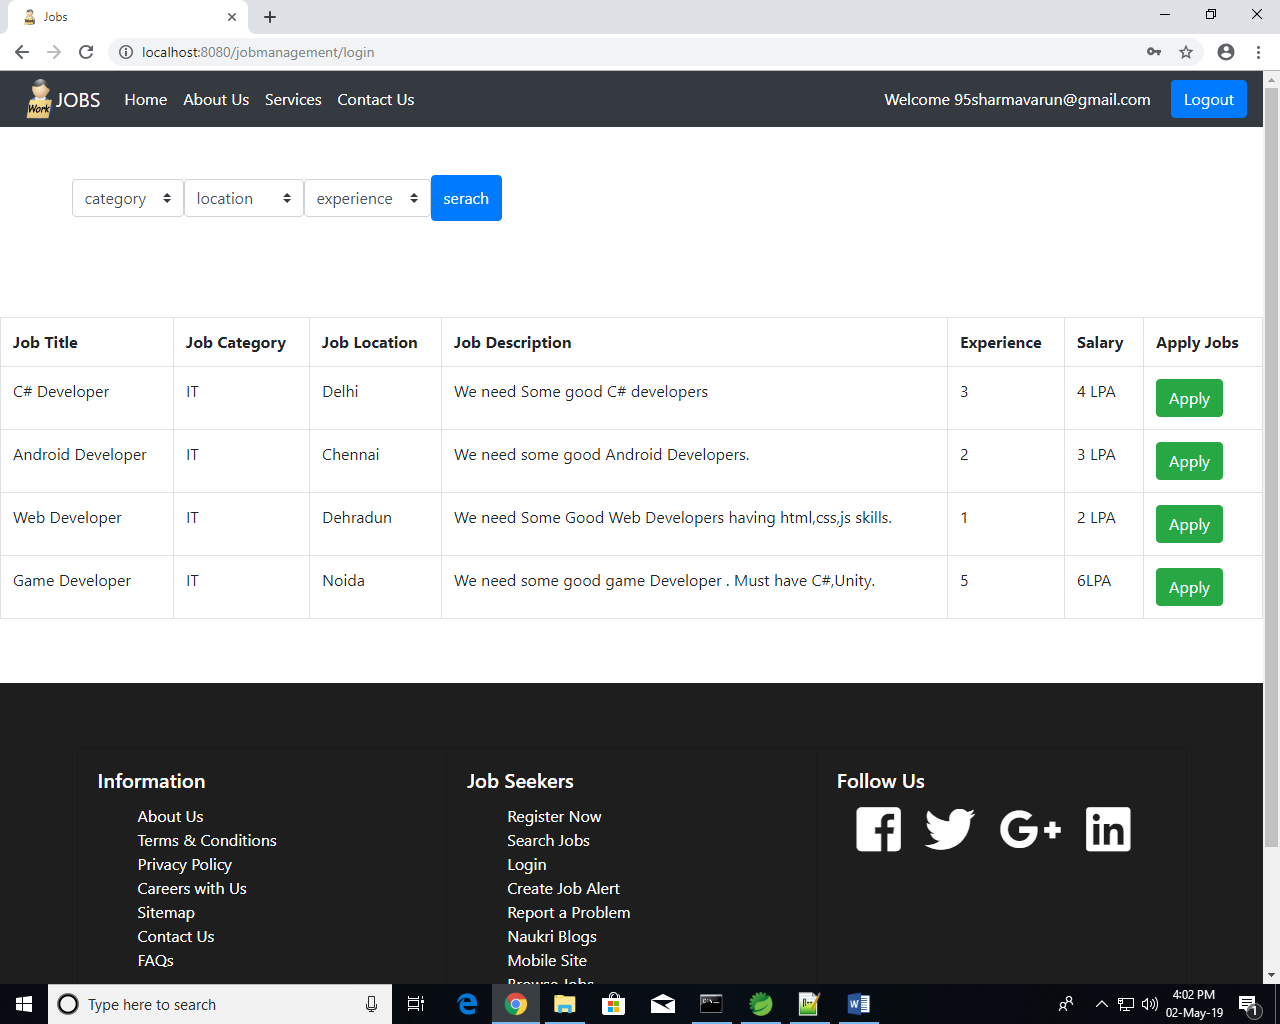 Jobs
localhost:8080/jobmanagement/login
Work JOBS Home About Us Services Contact Us Welcome 95sharmavarun@gmail.com Logout
category location experience serach
Job Title Job Category Job Location Job Description Experience Salary Apply Jobs
C# Developer IT Delhi We need Some good C# developers 3 4 LPA Apply
Android Developer IT Chennai We need some good Android Developers. 2 3 LPA Apply
Web Developer IT Dehradun We need Some Good Web Developers having html,css,js skills. 1 2 LPA Apply
Game Developer IT Noida We need some good game Developer . Must have C#,Unity. 5 6LPA Apply
Information
About Us
Terms & Conditions
Privacy Policy
Careers with Us
Sitemap
Contact Us
FAQs
Job Seekers
Register Now
Search Jobs
Login
Create Job Alert
Report a Problem
Naukri Blogs
Mobile Site
Browse Jobs
Follow Us
Type here to search
4:02 PM
02-May-19
1